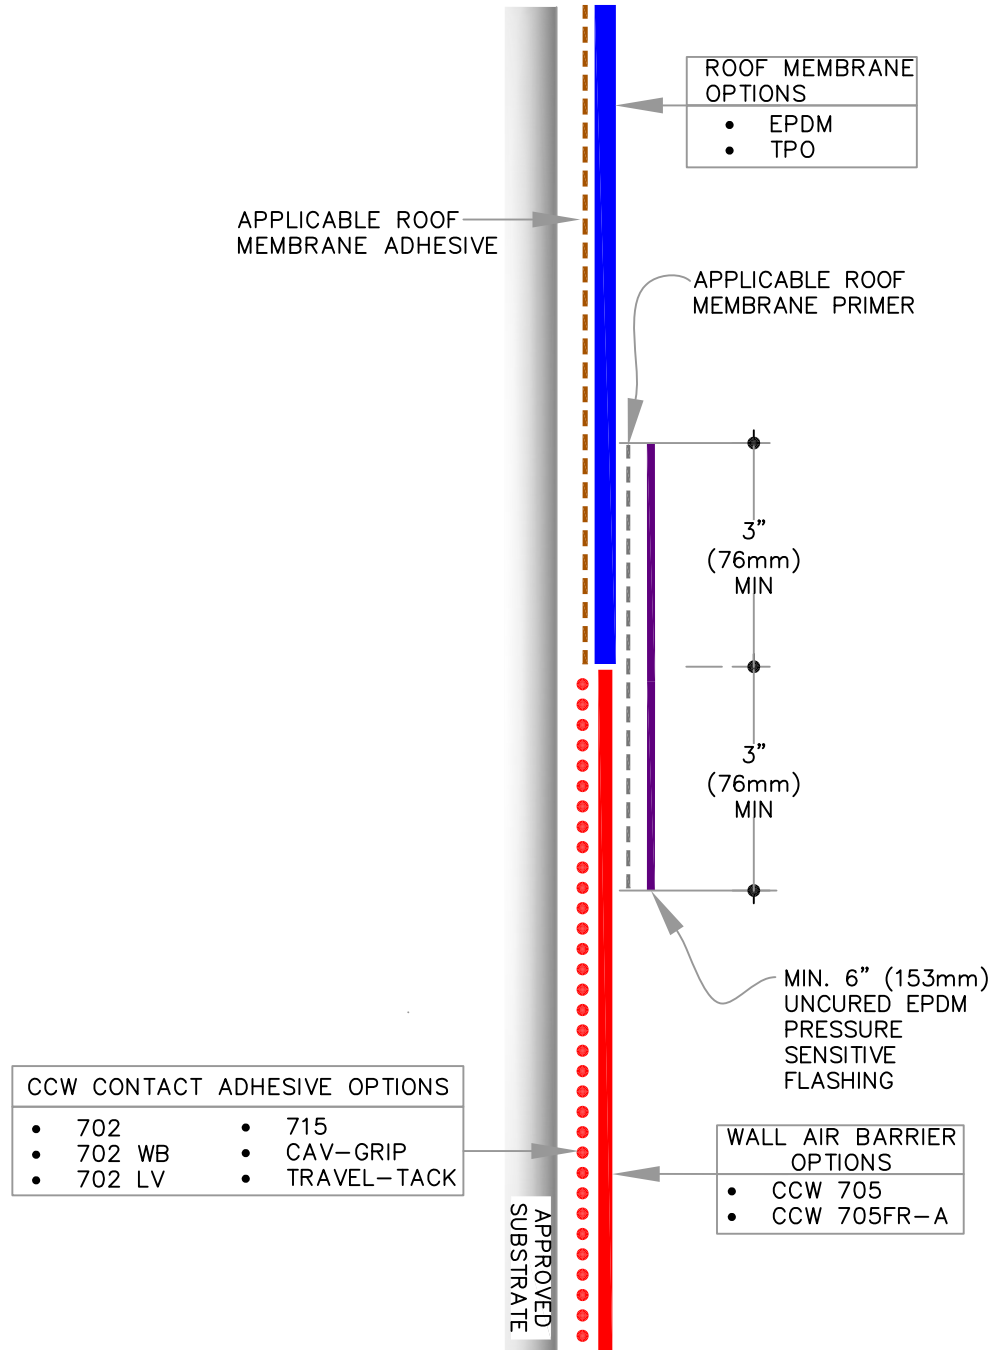 ROOF MEMBRANE
OPTIONS
• EPDM
• TPO
APPLICABLE ROOF
MEMBRANE ADHESIVE
APPLICABLE ROOF
MEMBRANE PRIMER
3”
(76mm)
MIN
3”
(76mm)
MIN
MIN. 6” (153mm)
UNCURED EPDM
PRESSURE
SENSITIVE
FLASHING
CCW CONTACT ADHESIVE OPTIONS
• 702 • 715
• 702 WB • CAV-GRIP
• 702 LV • TRAVEL-TACK
WALL AIR BARRIER
OPTIONS
• CCW 705
• CCW 705FR-A
APPROVED
SUBSTRATE